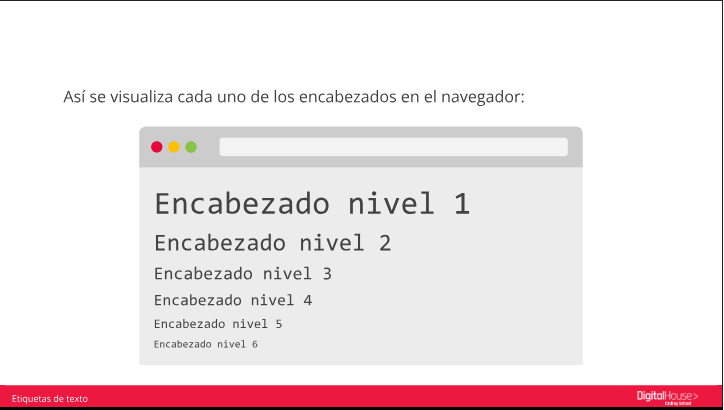 Así se visualiza cada uno de los encabezados en el navegador:
Encabezado nivel 1
Encabezado nivel 2
Encabezado nivel 3
Encabezado nivel 4
Encabezado nivel 5
Encabezado nivel 6
Etiquetas de texto
DigitalHouse>
Coding School